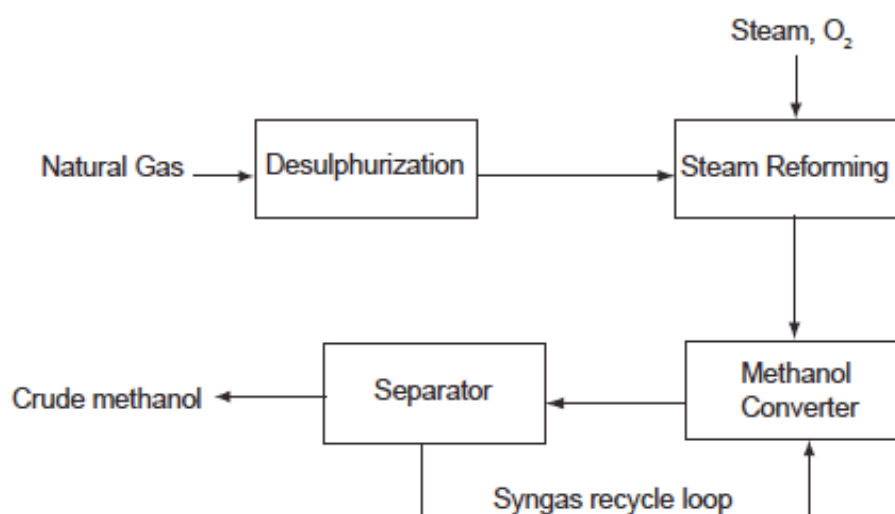 Steam, O₂
Natural Gas
Desulphurization
Steam Reforming
Crude methanol
Separator
Methanol
Converter
Syngas recycle loop